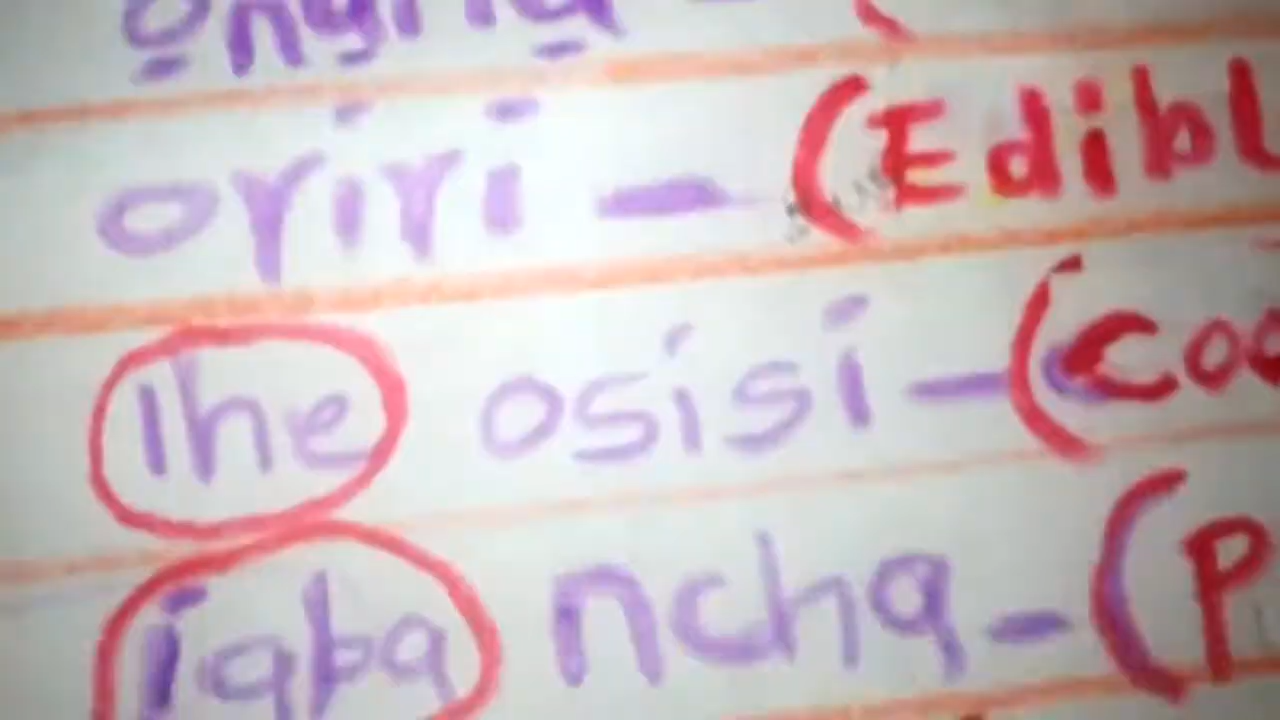 oriri - (Edibl
Ihe osisi - (Coo
igba ncha - (P